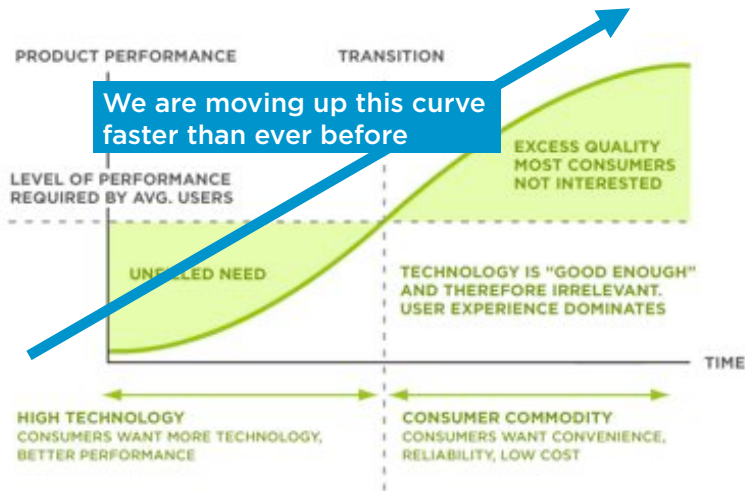 PRODUCT PERFORMANCE
TRANSITION
We are moving up this curve
faster than ever before
EXCESS QUALITY
MOST CONSUMERS
NOT INTERESTED
LEVEL OF PERFORMANCE
REQUIRED BY AVG. USERS
NEED
TECHNOLOGY IS "GOOD ENOUGH"
AND THEREFORE IRRELEVANT.
USER EXPERIENCE DOMINATES
TIME
HIGH TECHNOLOGY
CONSUMERS WANT MORE TECHNOLOGY,
BETTER PERFORMANCE
CONSUMER COMMODITY
CONSUMERS WANT CONVENIENCE,
RELIABILITY, LOW COST